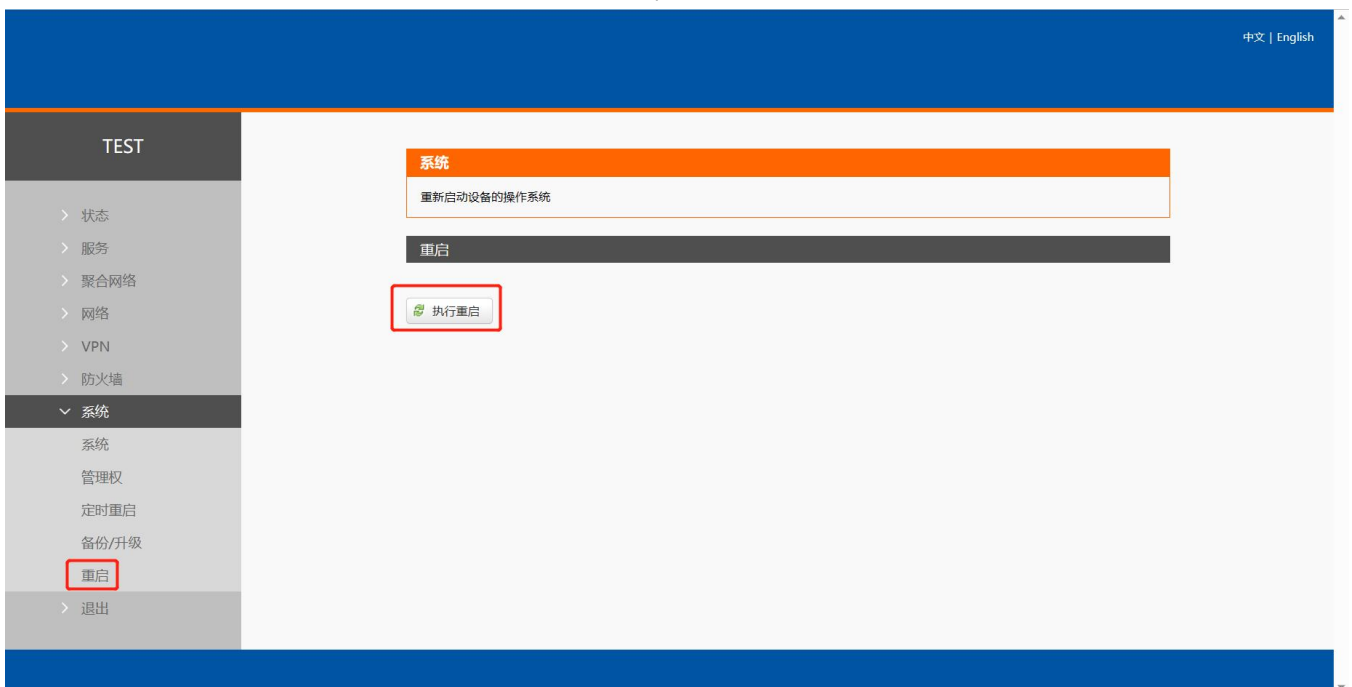 中文 | English
TEST
状态
服务
聚合网络
网络
VPN
防火墙
系统
系统
管理权
定时重启
备份/升级
重启
退出
系统
重新启动设备的操作系统
重启
执行重启